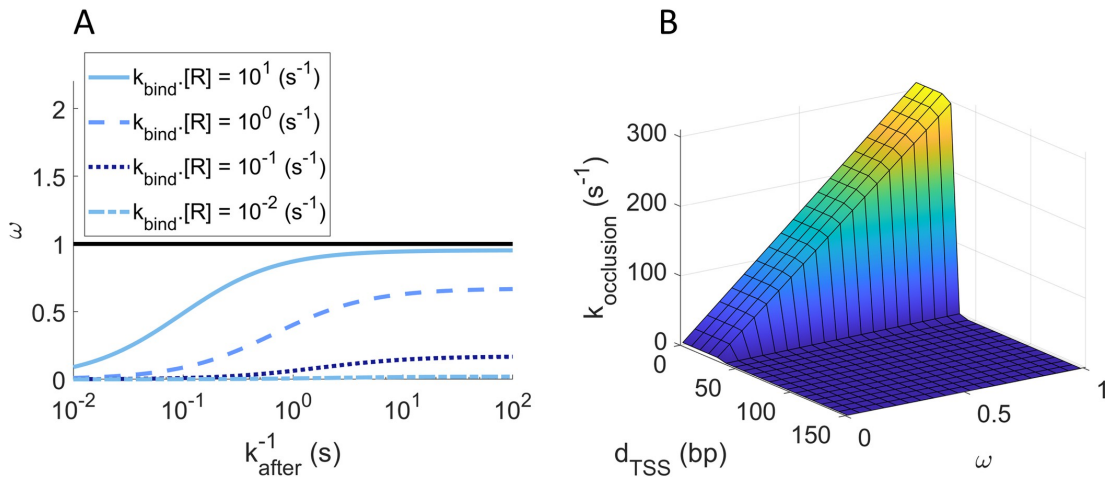 A
k_bind.[R] = 10^1 (s^-1)
k_bind.[R] = 10^0 (s^-1)
k_bind.[R] = 10^-1 (s^-1)
k_bind.[R] = 10^-2 (s^-1)
2
1.5
1
0.5
0
ω
10^-2
10^-1
10^0
10^1
10^2
k_after^-1 (s)
B
300
200
100
0
k_occlusion (s^-1)
0
50
100
150
d_TSS (bp)
0
0.5
1
ω